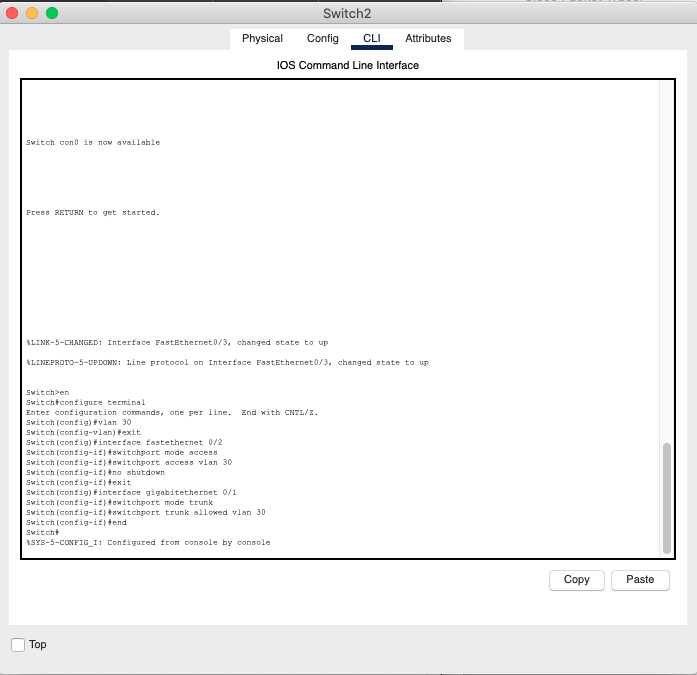 Switch2
Physical Config CLI Attributes
IOS Command Line Interface
Switch con0 is now available
Press RETURN to get started.
%LINK-5-CHANGED: Interface FastEthernet0/3, changed state to up
%LINEPROTO-5-UPDOWN: Line protocol on Interface FastEthernet0/3, changed state to up
Switch>en
Switch#configure terminal
Enter configuration commands, one per line.  End with CNTL/Z.
Switch(config)#vlan 30
Switch(config-vlan)#exit
Switch(config)#interface fastethernet 0/2
Switch(config-if)#switchport mode access
Switch(config-if)#switchport access vlan 30
Switch(config-if)#no shutdown
Switch(config-if)#exit
Switch(config)#interface gigabitethernet 0/1
Switch(config-if)#switchport mode trunk
Switch(config-if)#switchport trunk allowed vlan 30
Switch(config-if)#end
Switch#
%SYS-5-CONFIG_I: Configured from console by console
Copy Paste
Top